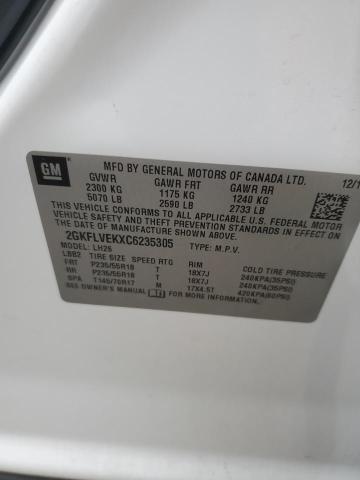 GM
MFD BY GENERAL MOTORS OF CANADA LTD. 12/1
GVWR GAWR FRT GAWR RR
2300 KG 1175 KG 1240 KG
5070 LB 2590 LB 2733 LB
THIS VEHICLE CONFORMS TO ALL APPLICABLE U.S. FEDERAL MOTOR
VEHICLE SAFETY, BUMPER, AND THEFT PREVENTION STANDARDS IN
EFFECT ON THE DATE OF MANUFACTURE SHOWN ABOVE.
2GKFLVEKXC6235305 TYPE: M.P.V.
MODEL: LH26
LBB2 TIRE SIZE SPEED RTG RIM COLD TIRE PRESSURE
FRT P235/55R18 T 18X7J 240KPA(35PSI)
RR P235/55R18 T 18X7J 240KPA(35PSI)
SPA T145/70R17 M 17X4.5T 420KPA(60PSI)
SEE OWNER'S MANUAL FOR MORE INFORMATION.